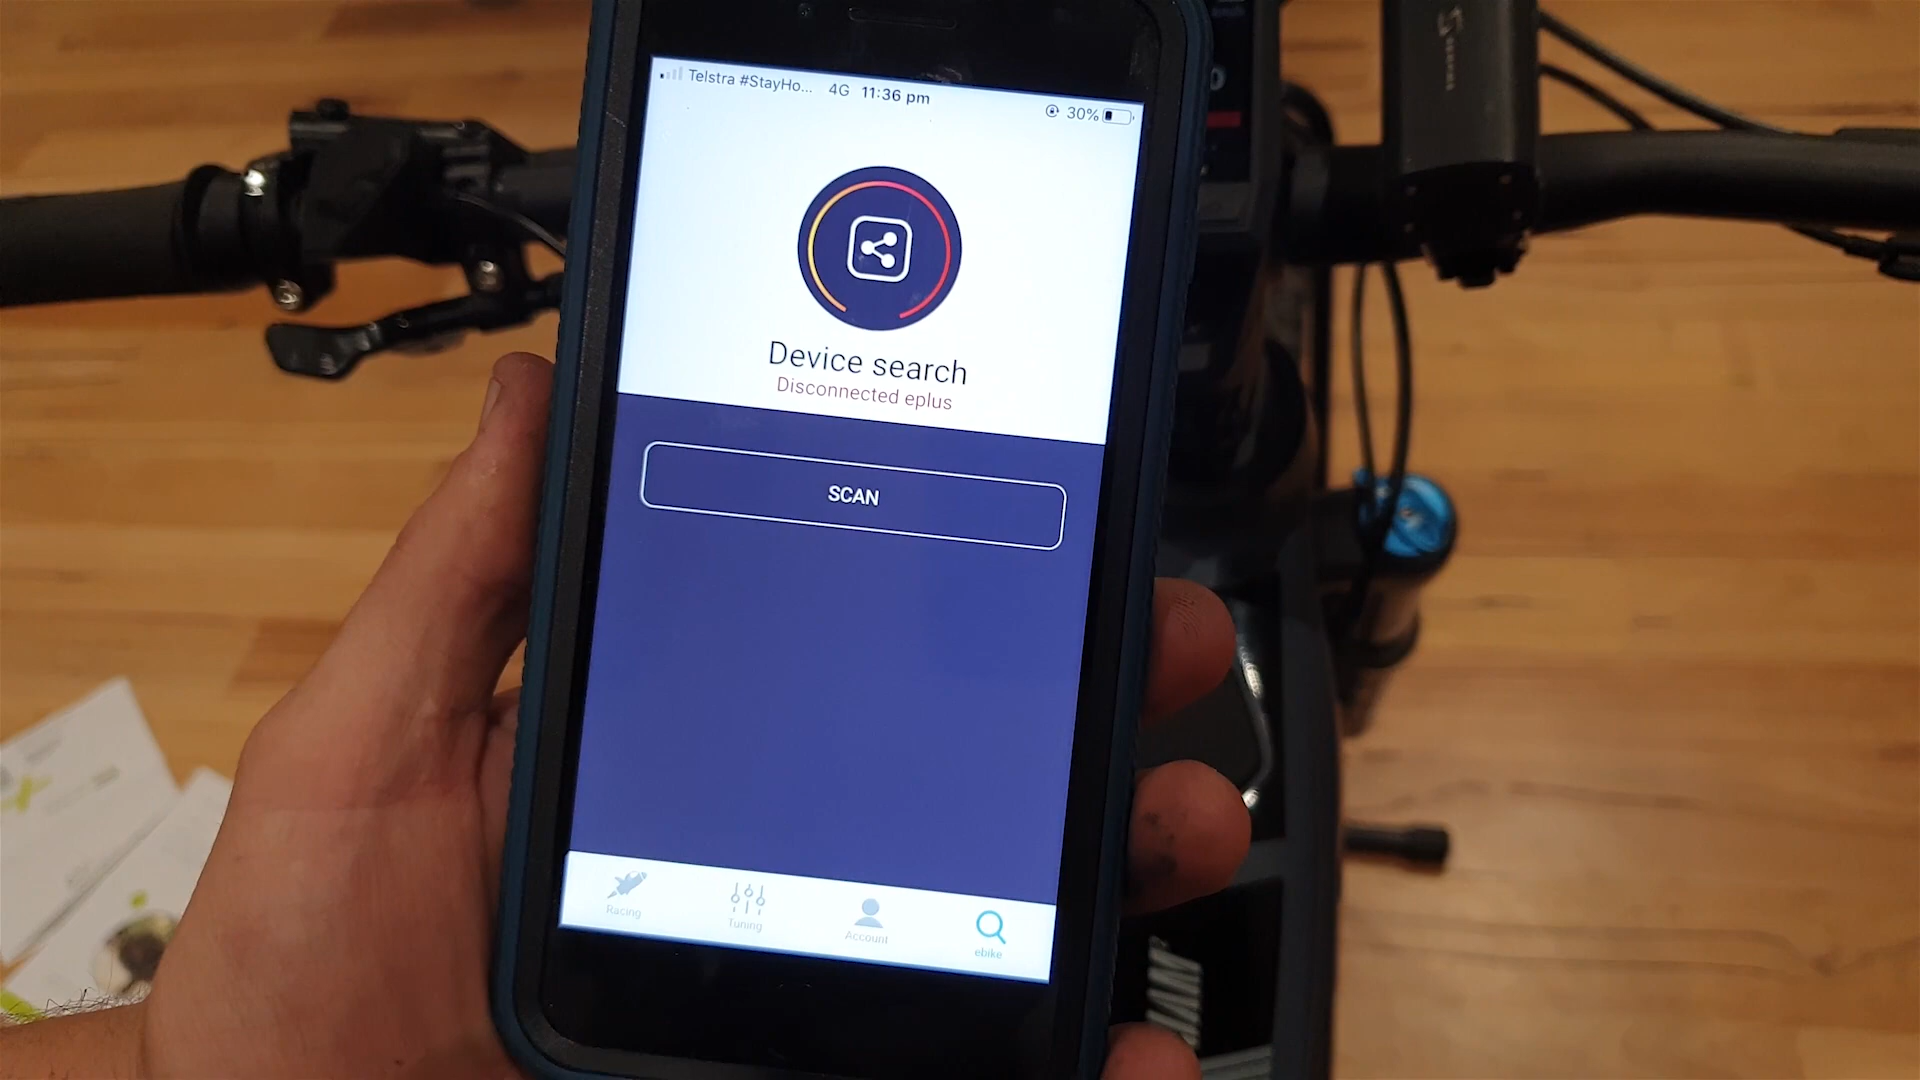 Telstra #StayHo... 4G 11:36 pm 30%
Device search
Disconnected eplus
SCAN
Racing Tuning Account ebike